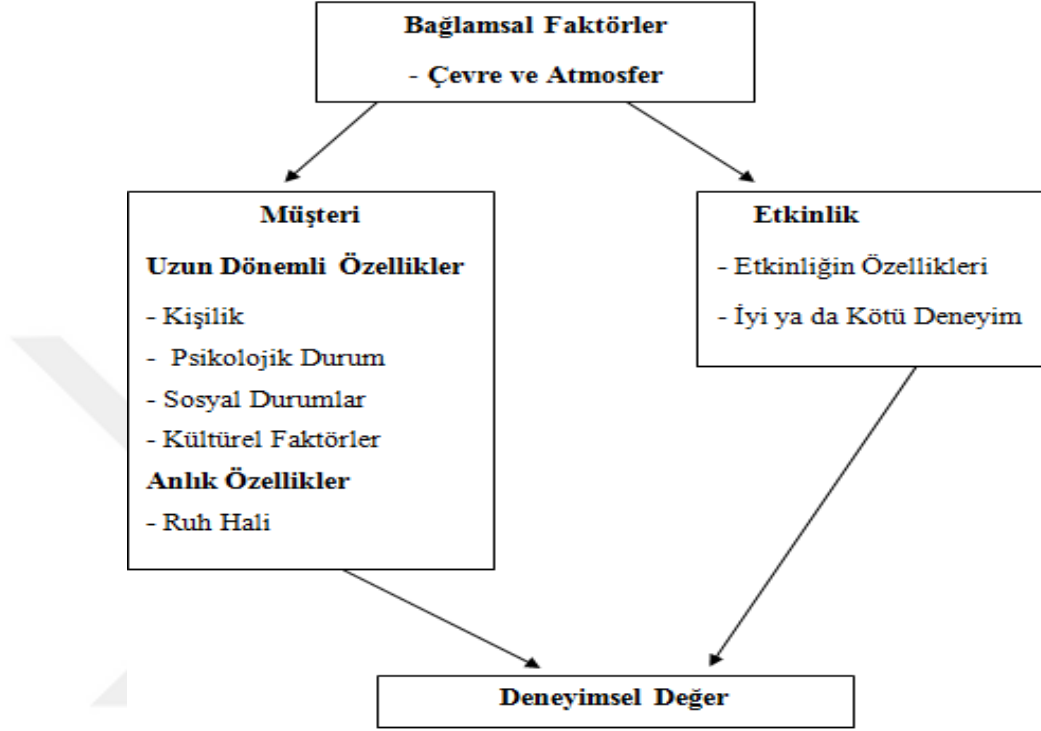 Bağlamsal Faktörler
- Çevre ve Atmosfer
Müşteri
Uzun Dönemli Özellikler
- Kişilik
- Psikolojik Durum
- Sosyal Durumlar
- Kültürel Faktörler
Anlık Özellikler
- Ruh Hali
Etkinlik
- Etkinliğin Özellikleri
- İyi ya da Kötü Deneyim
Deneyimsel Değer